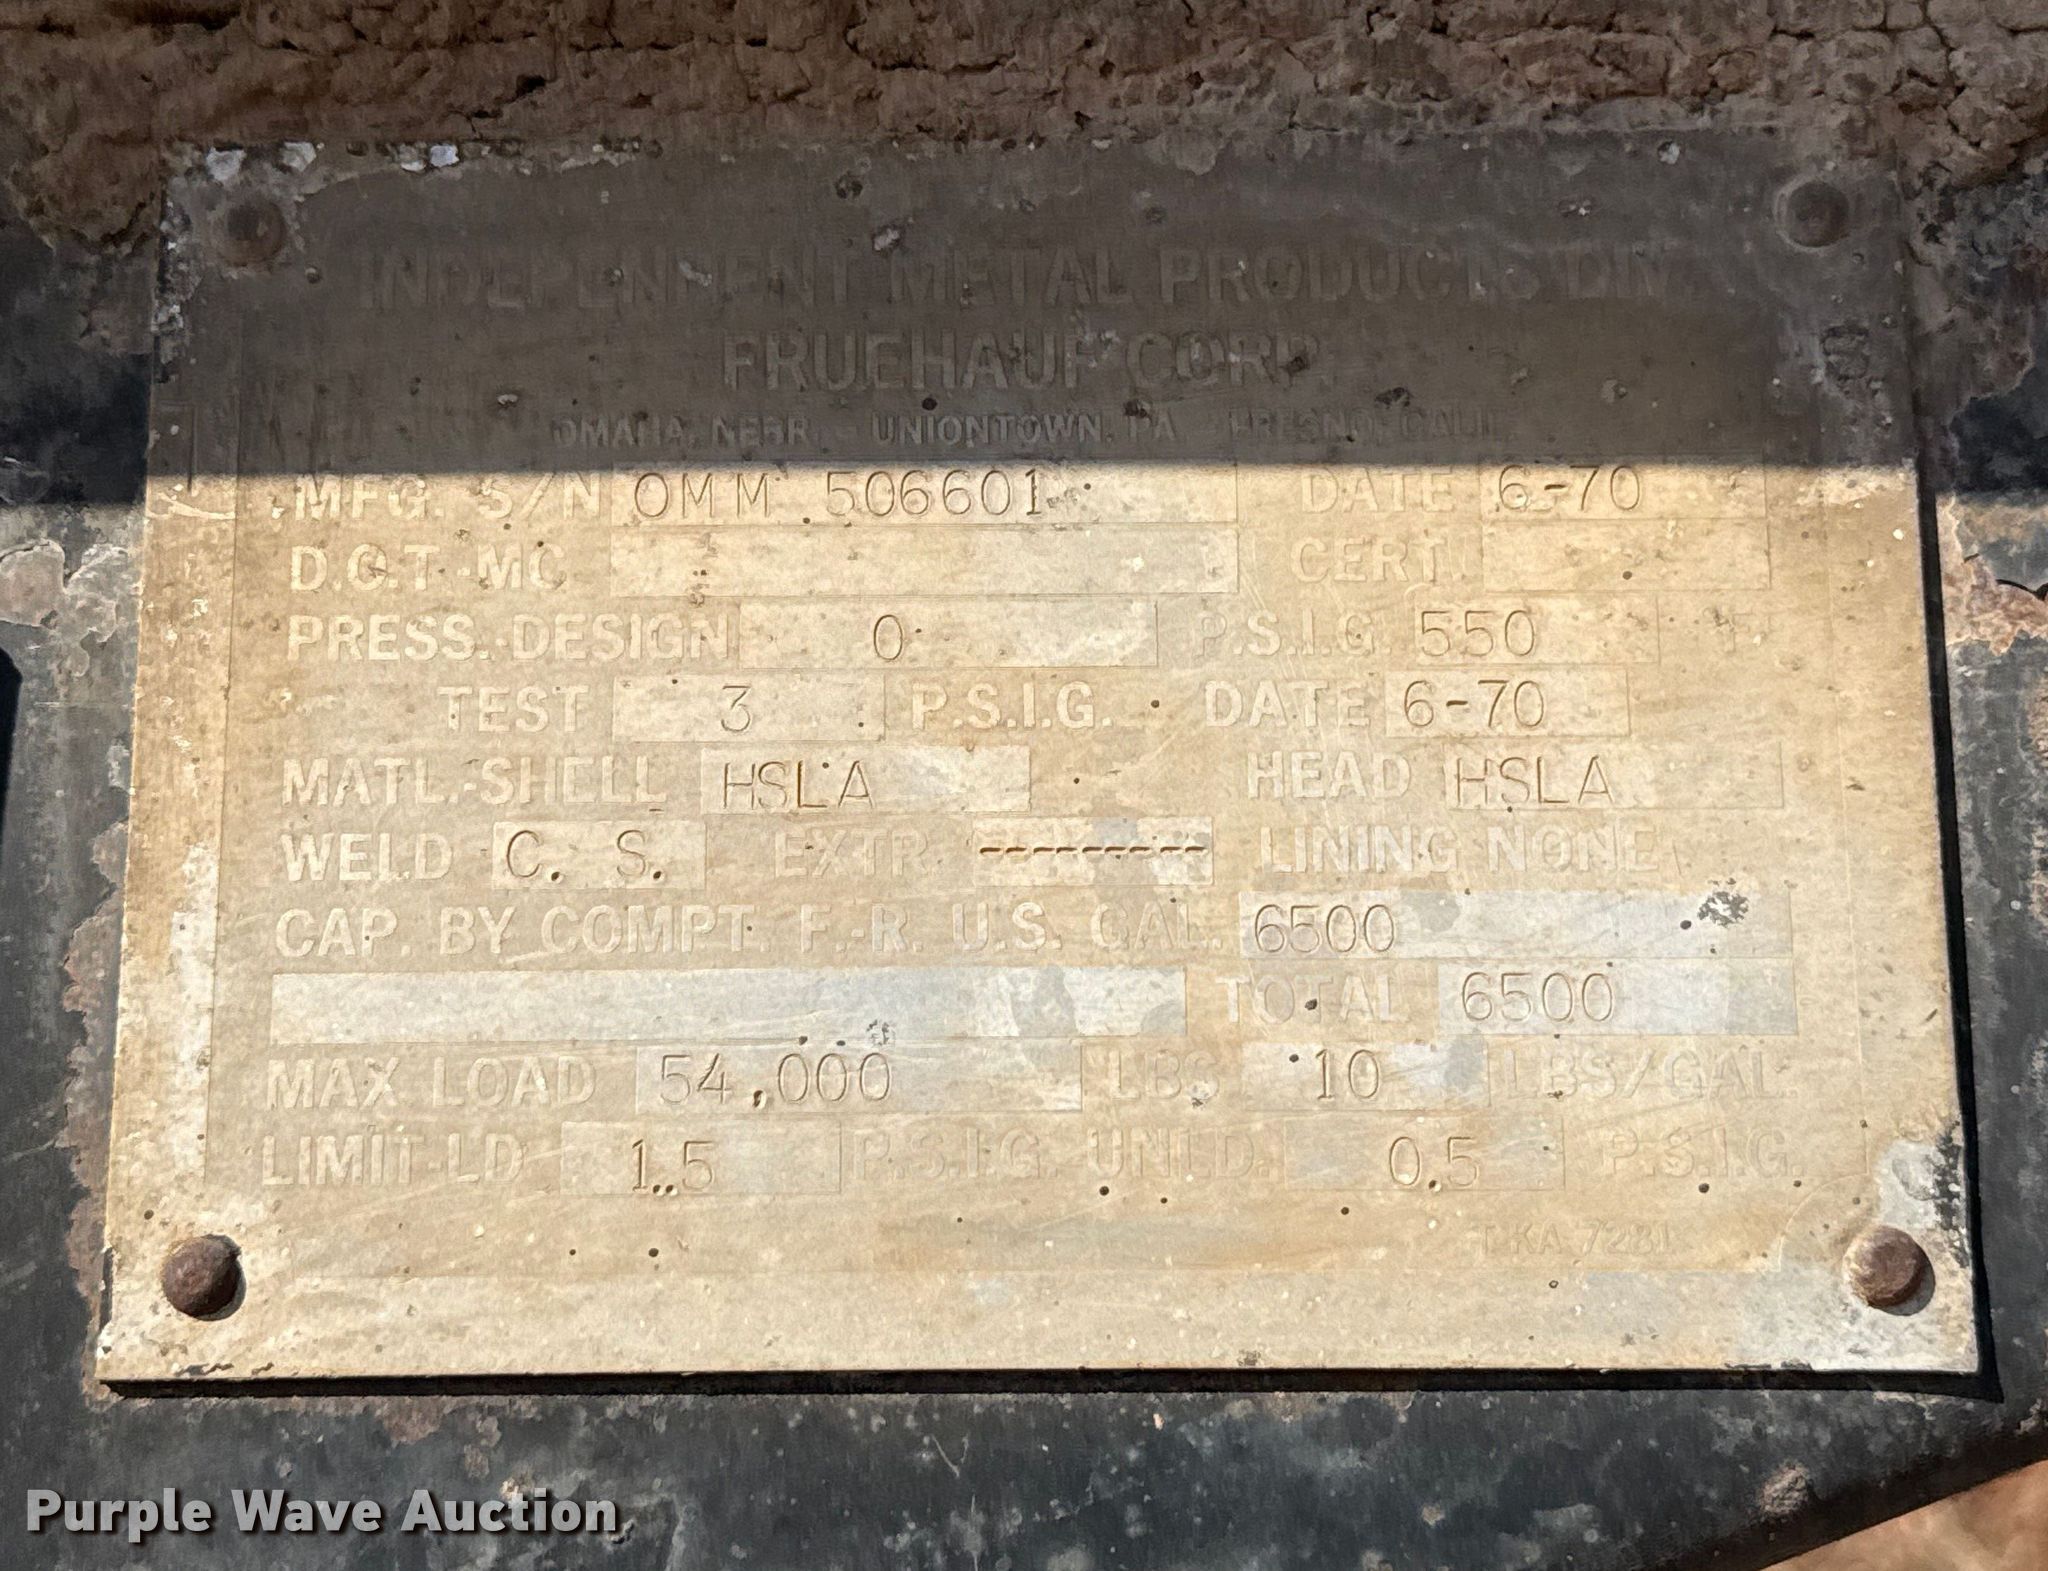 INDEPENDENT METAL PRODUCTS DIV.
FRUEHAUF CORP.
OMAHA, NEBR. - UNIONTOWN, PA. - FRESNO, CALIF.
MFG. S/N OMM 506601 DATE 6-70
D.O.T.-MC CERT.
PRESS.-DESIGN 0 P.S.I.G. 550 °F.
TEST 3 P.S.I.G. DATE 6-70
MATL.-SHELL HSLA HEAD HSLA
WELD C. S. EXTR. --------- LINING NONE
CAP. BY COMPT. F.-R. U.S. GAL. 6500
TOTAL 6500
MAX. LOAD 54,000 LBS 10 LBS/GAL.
LIMIT-LD 1.5 P.S.I.G. UNLD. 0.5 P.S.I.G.
TKA 7281
Purple Wave Auction